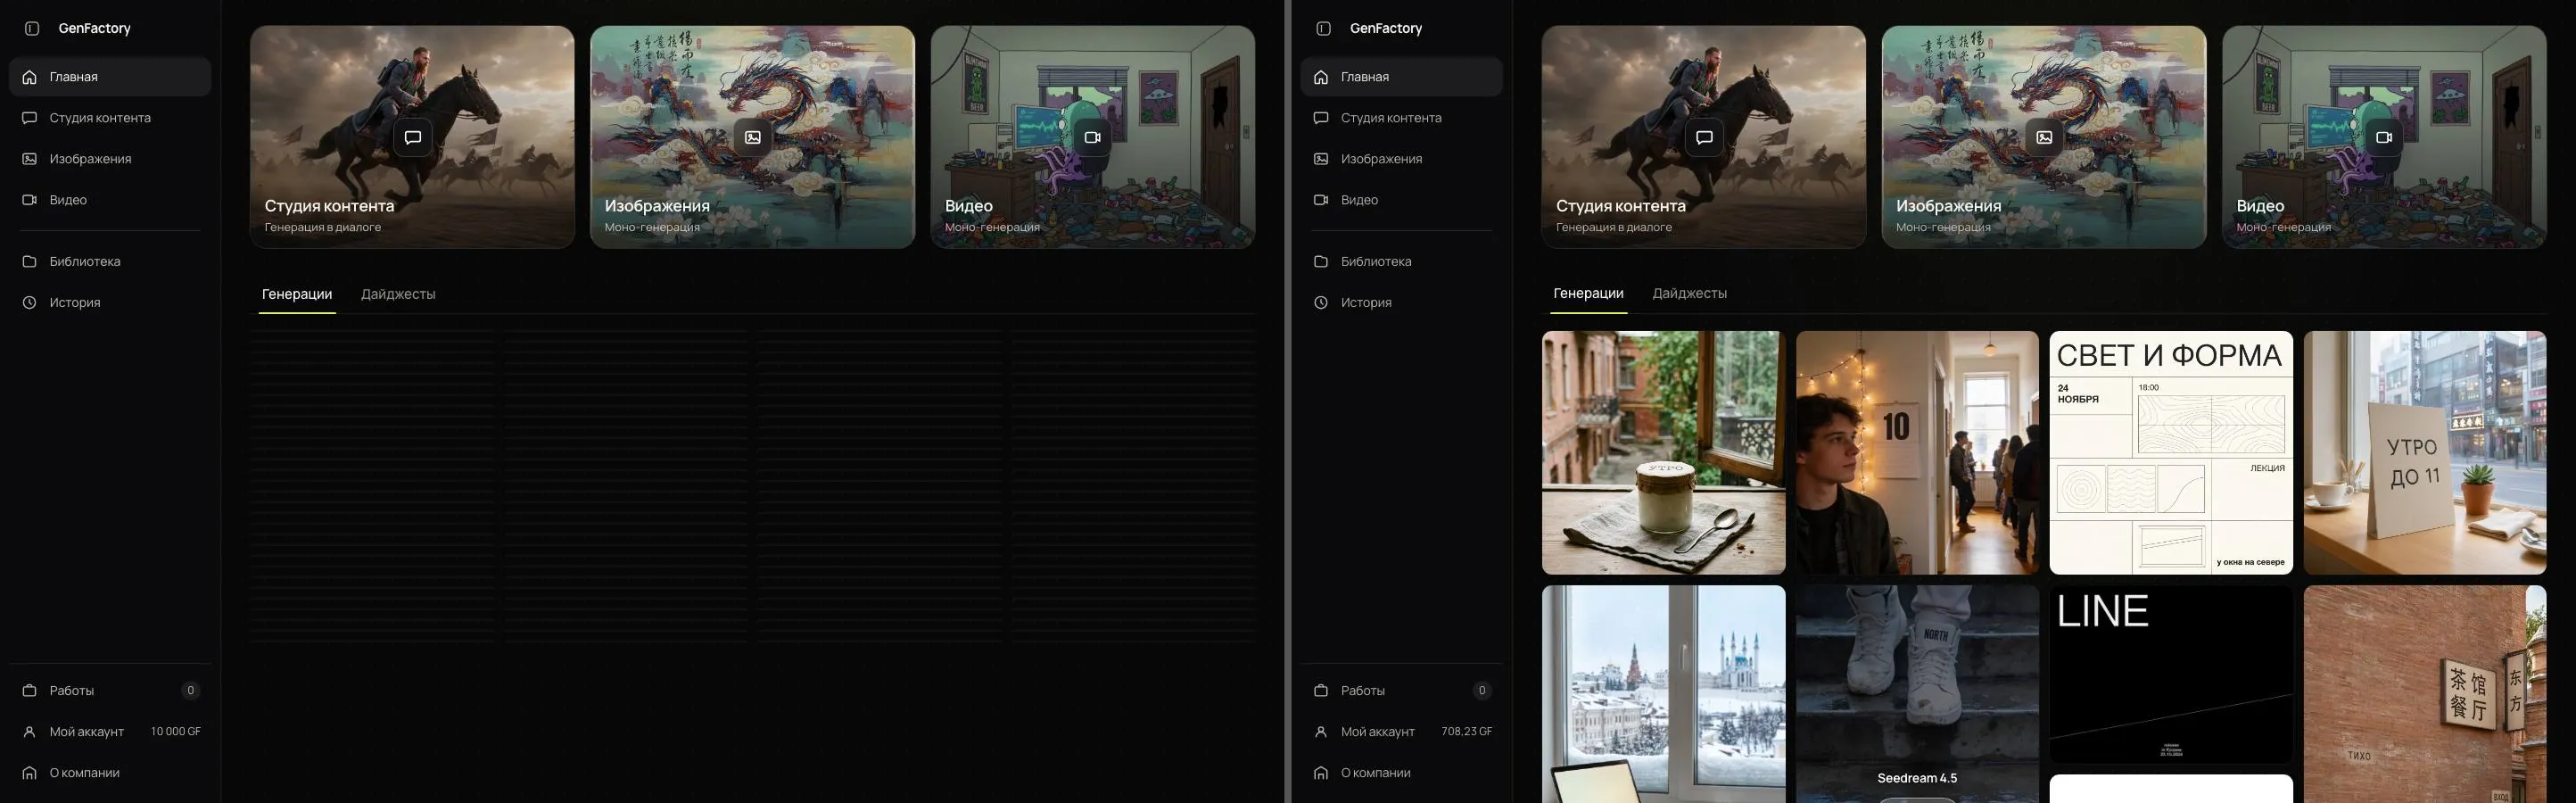 GenFactory
Главная
Студия контента
Изображения
Видео
Библиотека
История
Работы 0
Мой аккаунт 10 000 GF
О компании
Студия контента
Генерация в диалоге
Изображения
Моно-генерация
Видео
Моно-генерация
Генерации Дайджесты
GenFactory
Главная
Студия контента
Изображения
Видео
Библиотека
История
Работы 0
Мой аккаунт 708,23 GF
О компании
Студия контента
Генерация в диалоге
Изображения
Моно-генерация
Видео
Моно-генерация
Генерации Дайджесты
УТРО
10
СВЕТ И ФОРМА
24
НОЯБРЯ
18:00
ЛЕКЦИЯ
у окна на севере
УТРО
ДО 11
NORTH
Seedream 4.5
LINE
茶馆
餐厅
东方
ТИХО
ВХОД